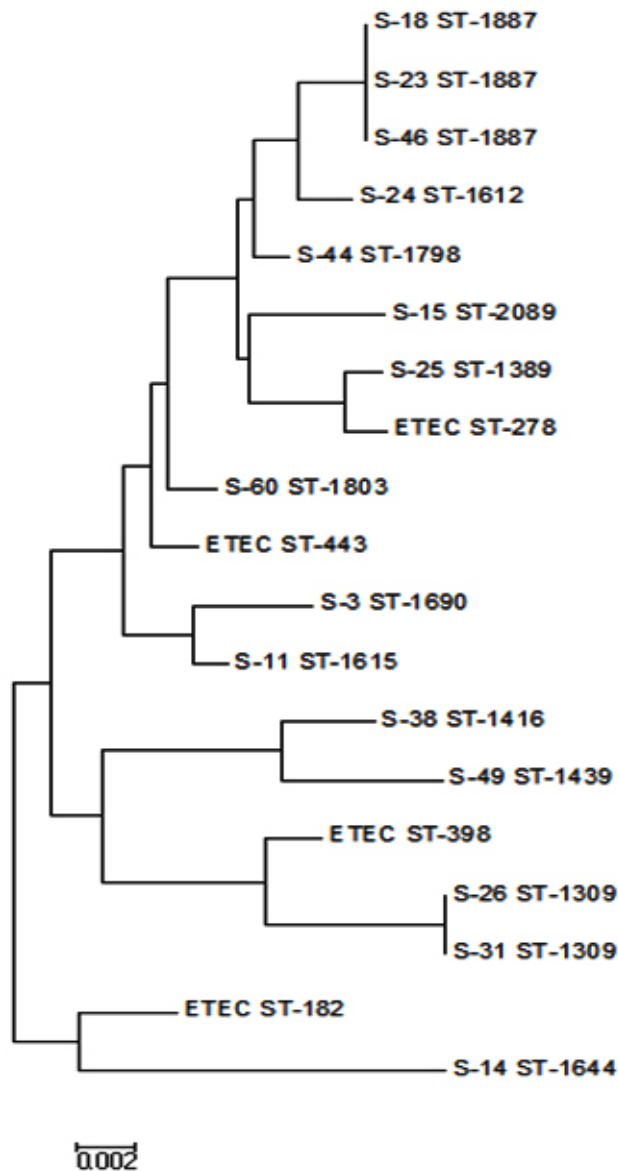 S-18 ST-1887
S-23 ST-1887
S-46 ST-1887
S-24 ST-1612
S-44 ST-1798
S-15 ST-2089
S-25 ST-1389
ETEC ST-278
S-60 ST-1803
ETEC ST-443
S-3 ST-1690
S-11 ST-1615
S-38 ST-1416
S-49 ST-1439
ETEC ST-398
S-26 ST-1309
S-31 ST-1309
ETEC ST-182
S-14 ST-1644
0.002